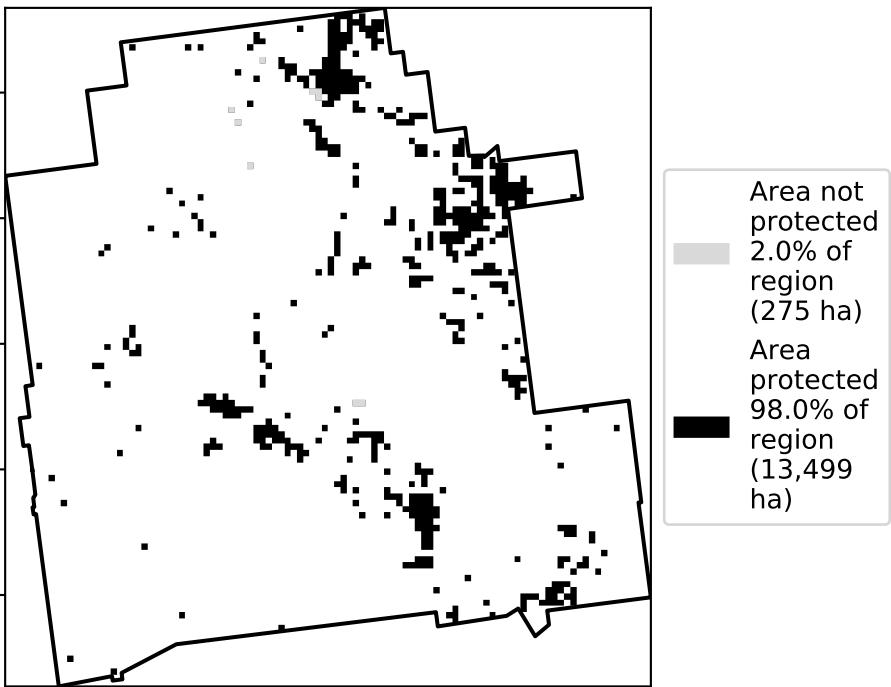 Area not
protected
2.0% of
region
(275 ha)
Area
protected
98.0% of
region
(13,499
ha)